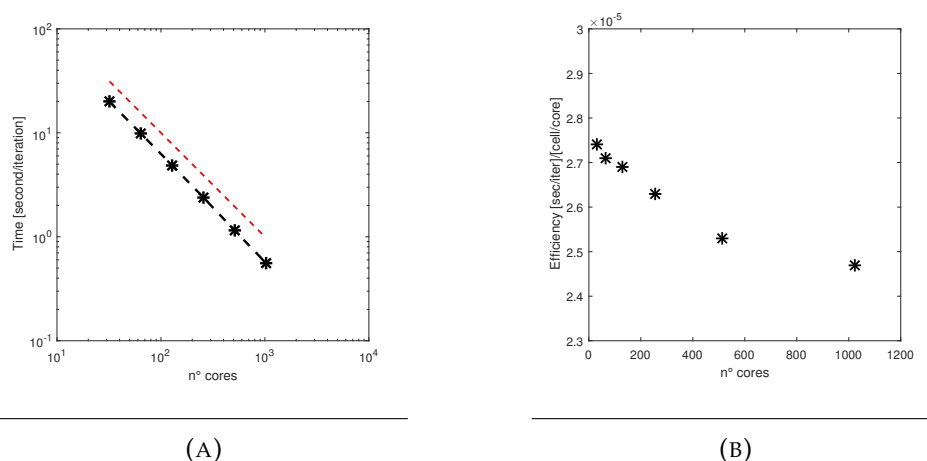 10^2
10^1
10^0
10^-1
Time [second/iteration]
10^1 10^2 10^3 10^4
n° cores
(A)
×10^-5
3
2.9
2.8
2.7
2.6
2.5
2.4
2.3
Efficiency [sec/iter]/[cell/core]
0 200 400 600 800 1000 1200
n° cores
(B)